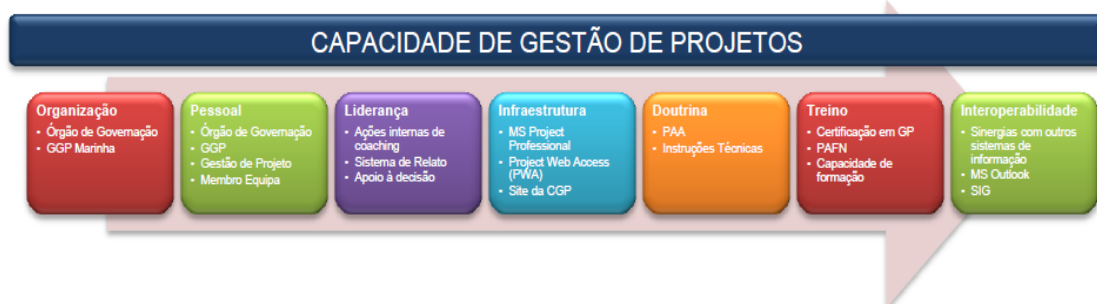 CAPACIDADE DE GESTÃO DE PROJETOS
Organização
• Órgão de Governação
• GGP Marinha
Pessoal
• Órgão de Governação
• GGP
• Gestão de Projeto
• Membro Equipa
Liderança
• Ações internas de
coaching
• Sistema de Relato
• Apoio à decisão
Infraestrutura
• MS Project
Professional
• Project Web Access
(PWA)
• Site da CGP
Doutrina
• PAA
• Instruções Técnicas
Treino
• Certificação em GP
• PAFN
• Capacidade de
formação
Interoperabilidade
• Sinergias com outros
sistemas de
informação
• MS Outlook
• SIG